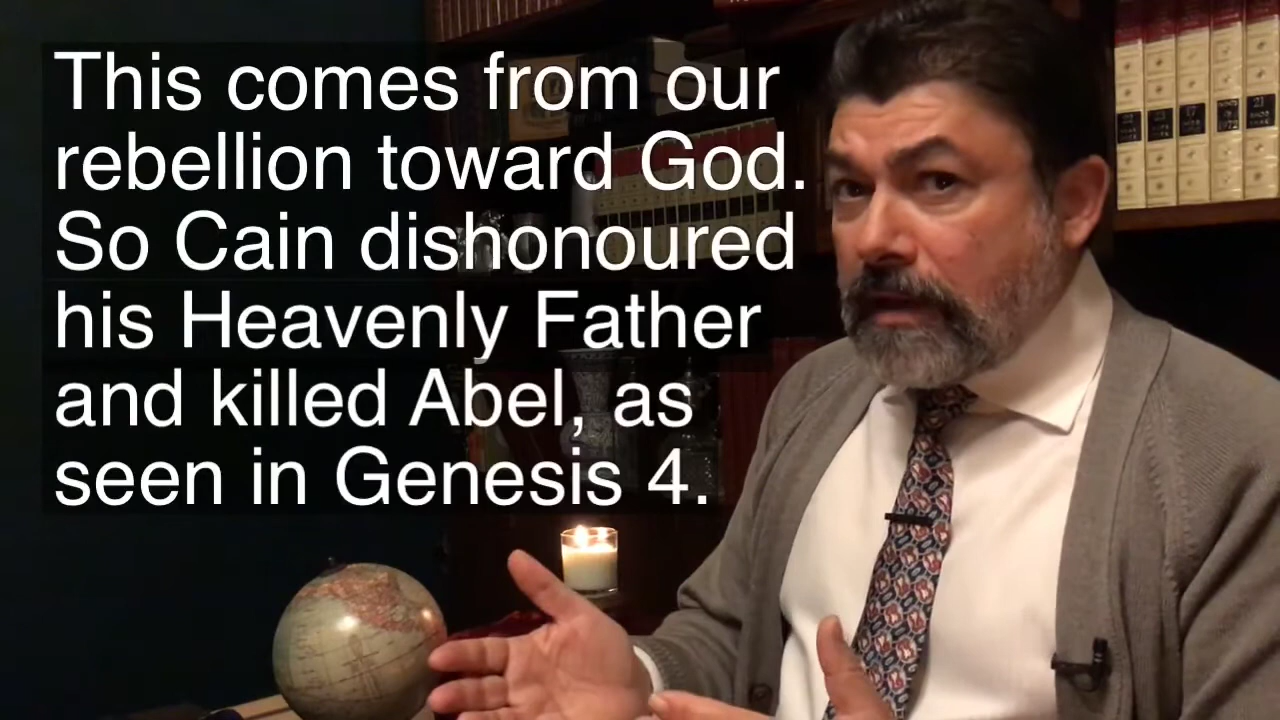 This comes from our
rebellion toward God.
So Cain dishonoured
his Heavenly Father
and killed Abel, as
seen in Genesis 4.
21